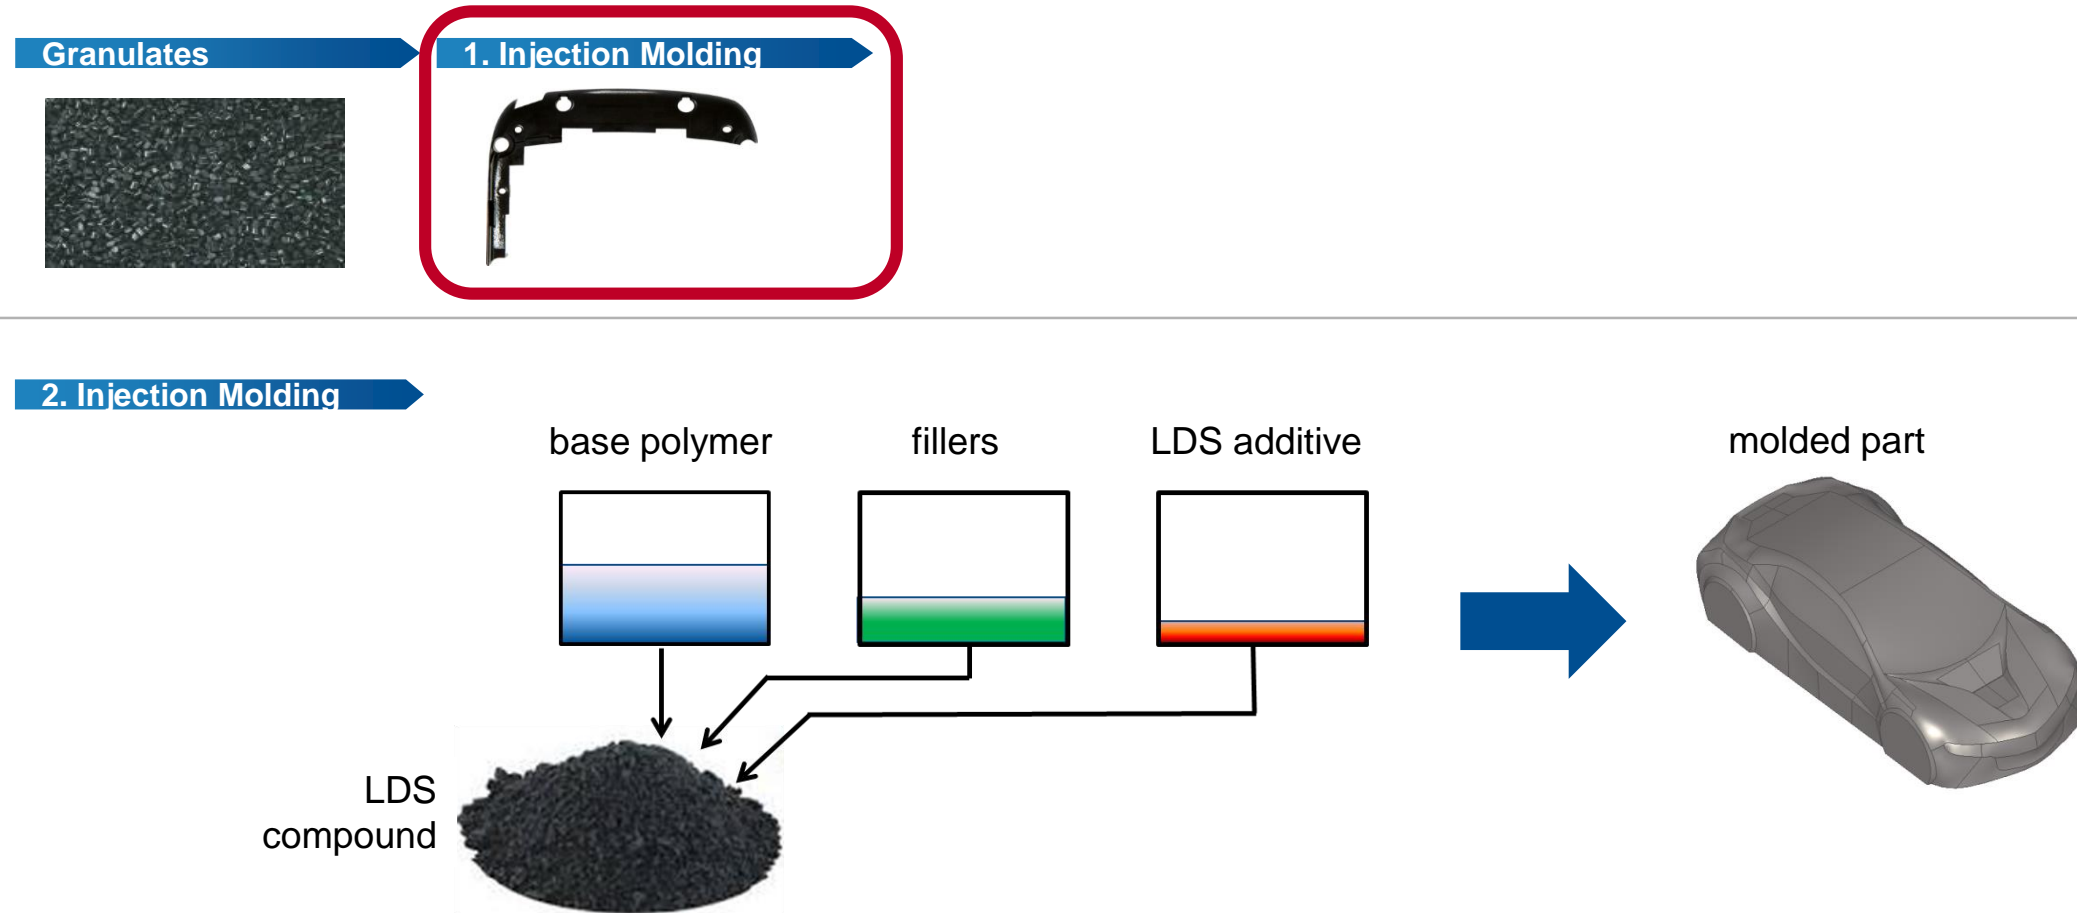 Granulates
1. Injection Molding
2. Injection Molding
base polymer
fillers
LDS additive
molded part
LDS
compound